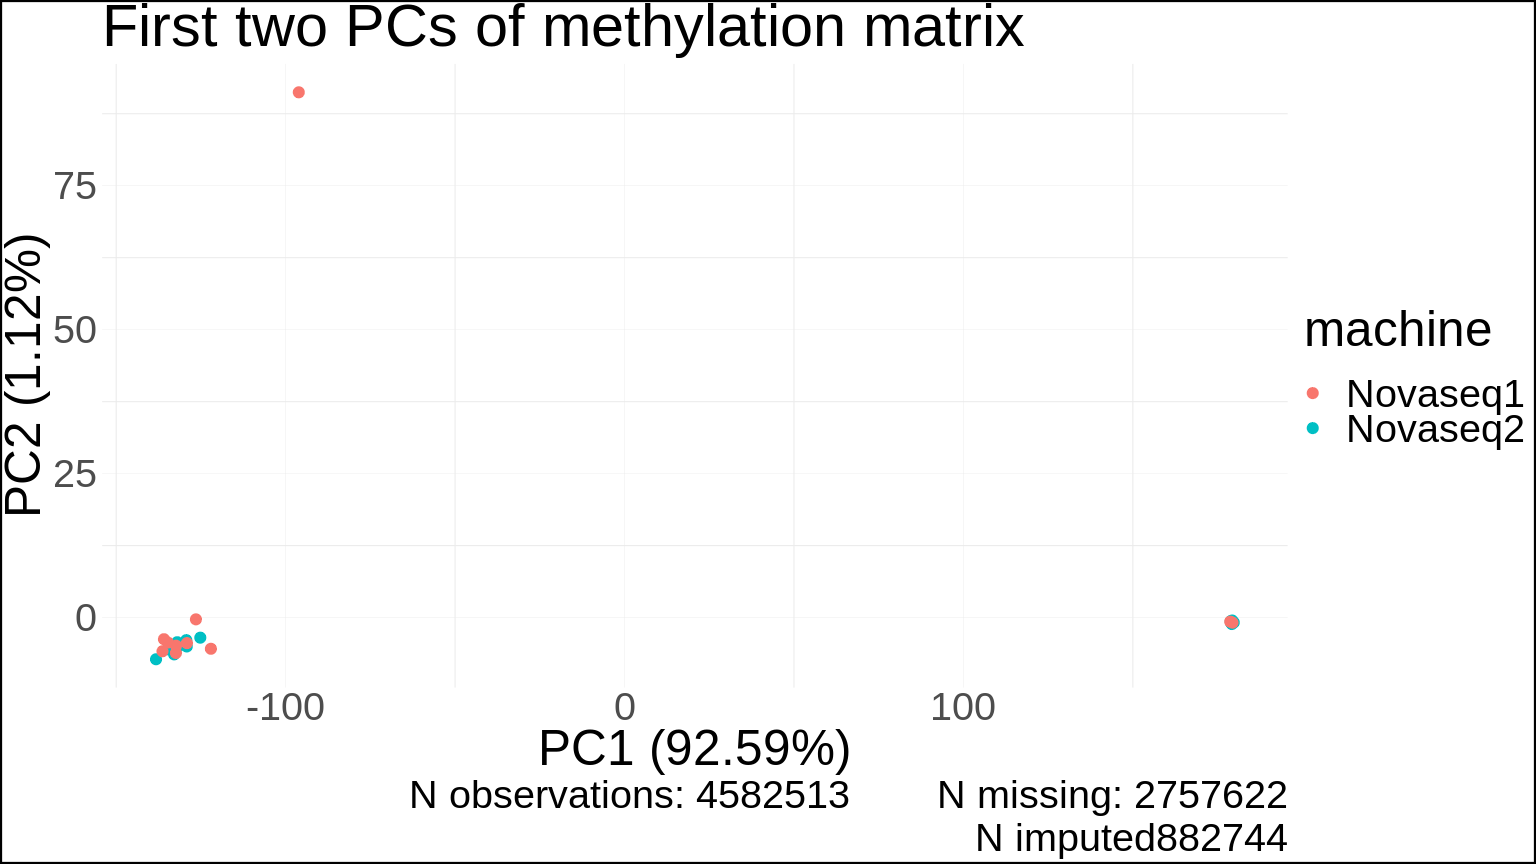 First two PCs of methylation matrix
75
50
25
0
PC2 (1.12%)
-100
0
100
PC1 (92.59%)
machine
Novaseq1
Novaseq2
N observations: 4582513
N missing: 2757622
N imputed882744